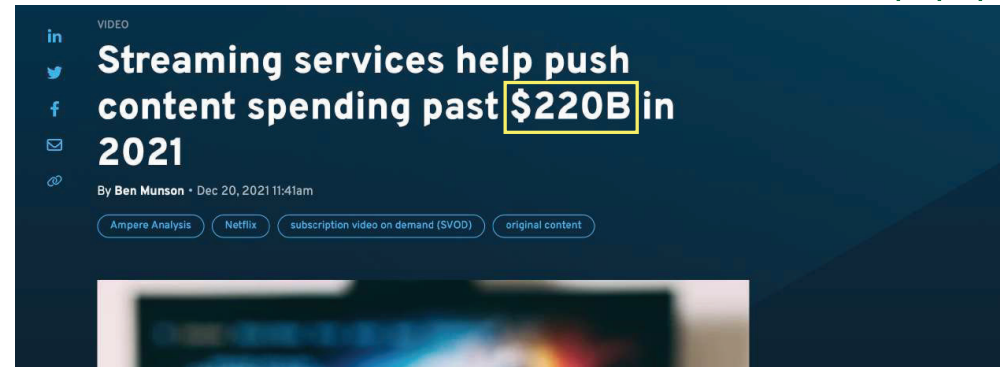 VIDEO
Streaming services help push
content spending past $220B in
2021
By Ben Munson • Dec 20, 2021 11:41am
Ampere Analysis Netflix subscription video on demand (SVOD) original content